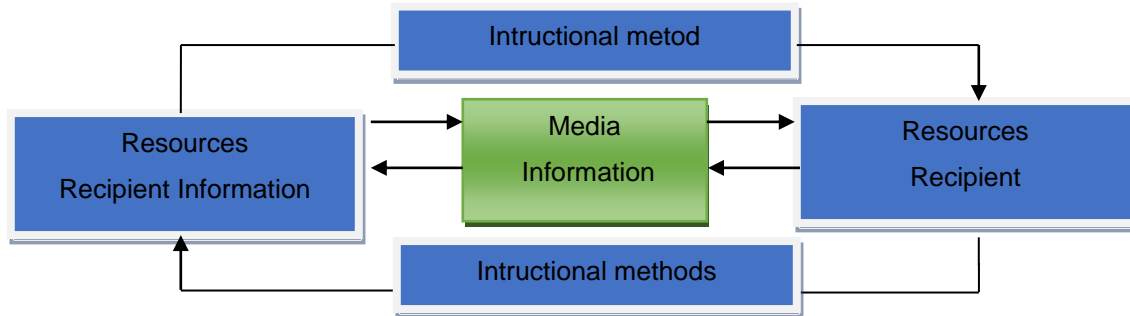 Intructional metod
Resources
Recipient Information
Media
Information
Resources
Recipient
Intructional methods